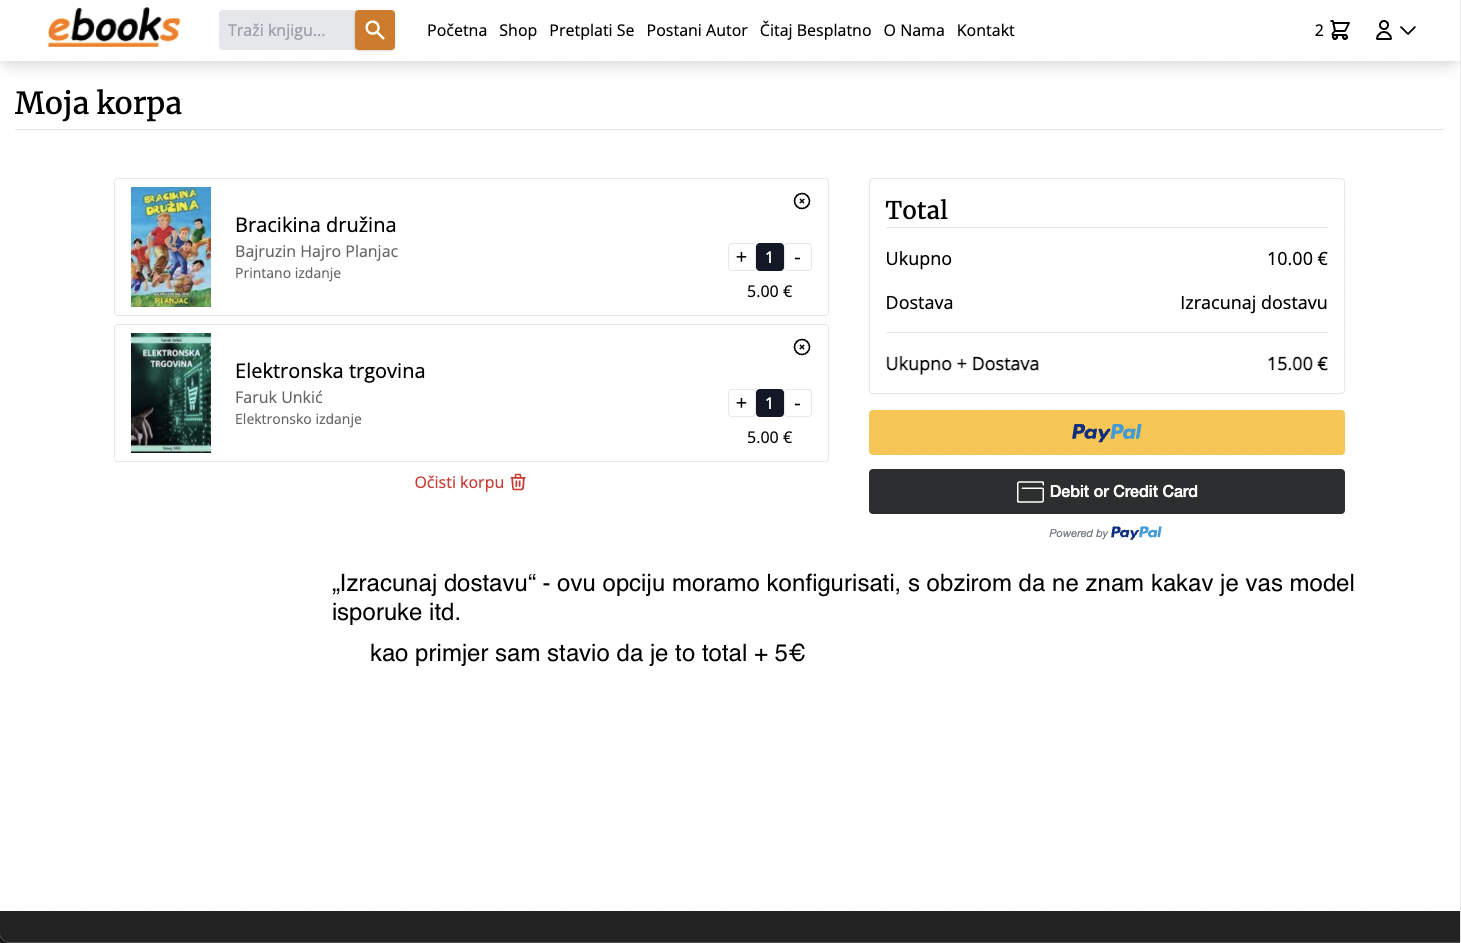 ebooks
Traži knjigu...
Početna Shop Pretplati Se Postani Autor Čitaj Besplatno O Nama Kontakt
2
Moja korpa
BRACIKINA
DRUŽINA
PLANJAC
Bracikina družina
Bajruzin Hajro Planjac
Printano izdanje
+ 1 -
5.00 €
Faruk Unkić
ELEKTRONSKA
TRGOVINA
Elektronska trgovina
Faruk Unkić
Elektronsko izdanje
+ 1 -
5.00 €
Očisti korpu
Total
Ukupno 10.00 €
Dostava Izracunaj dostavu
Ukupno + Dostava 15.00 €
PayPal
Debit or Credit Card
Powered by PayPal
„Izracunaj dostavu“ - ovu opciju moramo konfigurisati, s obzirom da ne znam kakav je vas model
isporuke itd.
kao primjer sam stavio da je to total + 5€